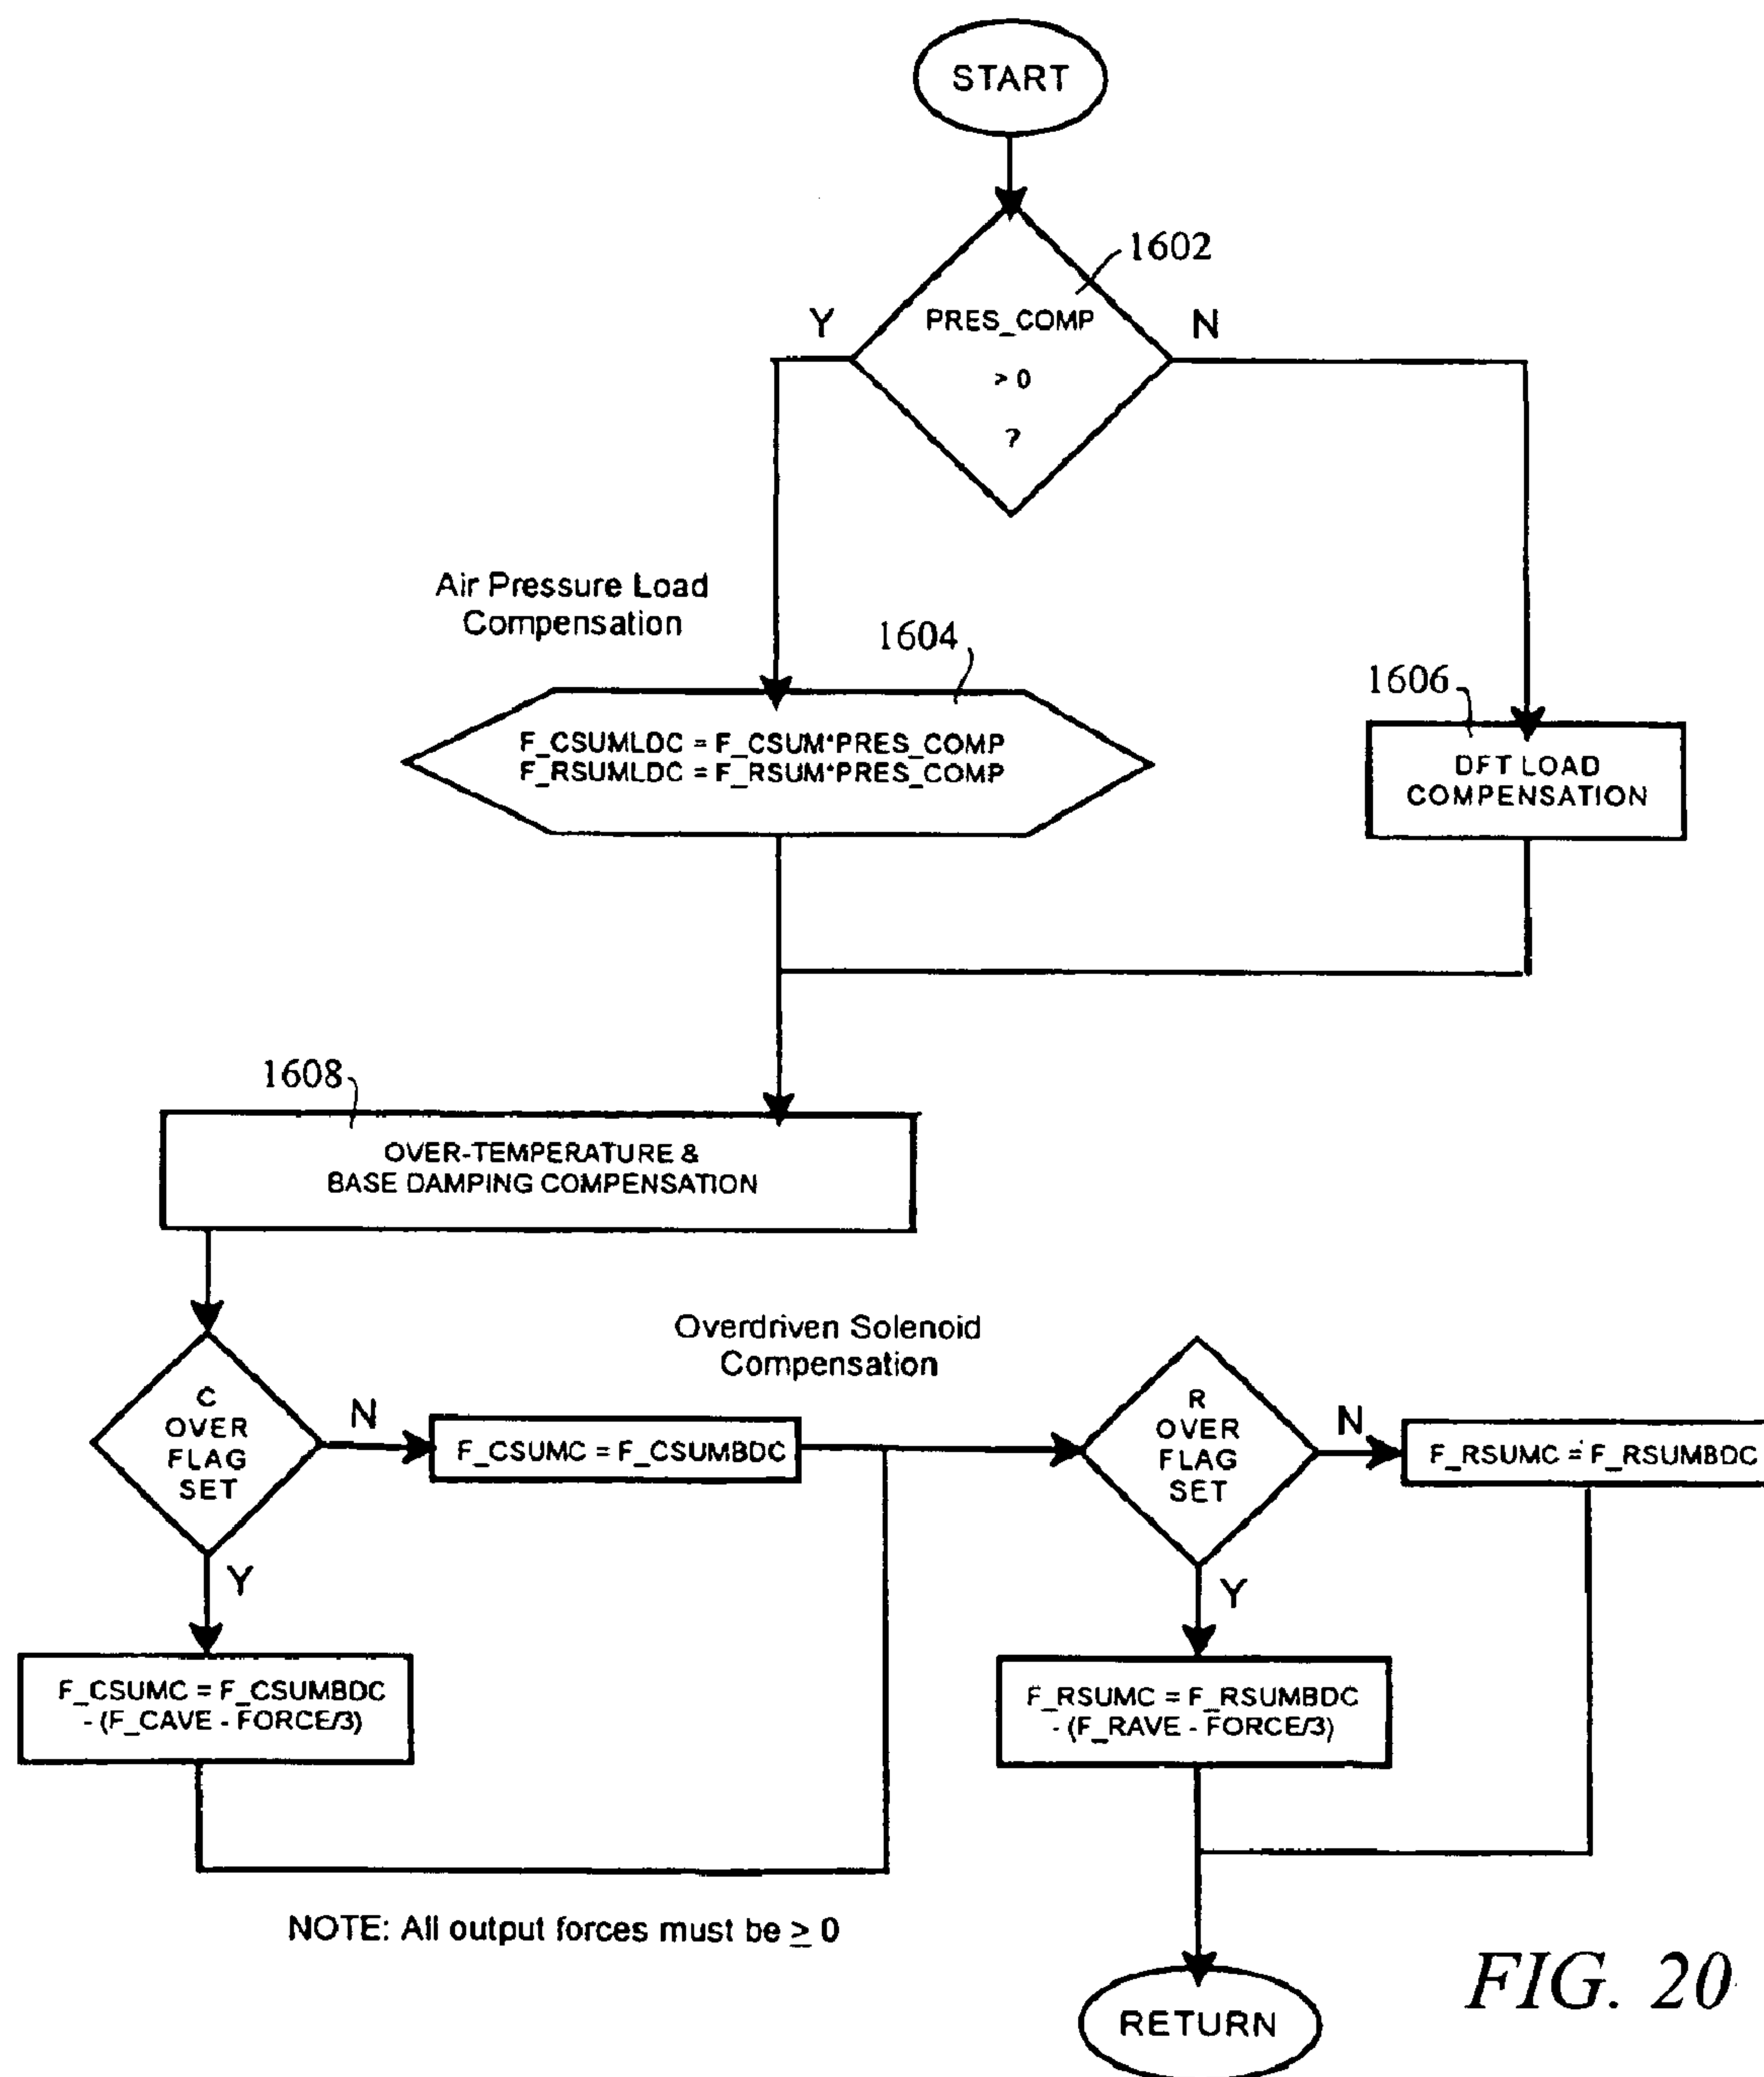 START
1602
Y
N
PRES_COMP
> 0
?
Air Pressure Load
Compensation
1604
F_CSUMLDC = F_CSUM*PRES_COMP
F_RSUMLDC = F_RSUM*PRES_COMP
1606
DFT LOAD
COMPENSATION
1608
OVER-TEMPERATURE &
BASE DAMPING COMPENSATION
Overdriven Solenoid
Compensation
C
OVER
FLAG
SET
N
F_CSUMC = F_CSUMBDC
R
OVER
FLAG
SET
N
F_RSUMC = F_RSUMBDC
Y
F_CSUMC = F_CSUMBDC
- (F_CAVE - FORCE/3)
Y
F_RSUMC = F_RSUMBDC
- (F_RAVE - FORCE/3)
NOTE: All output forces must be ≥ 0
RETURN
FIG. 20